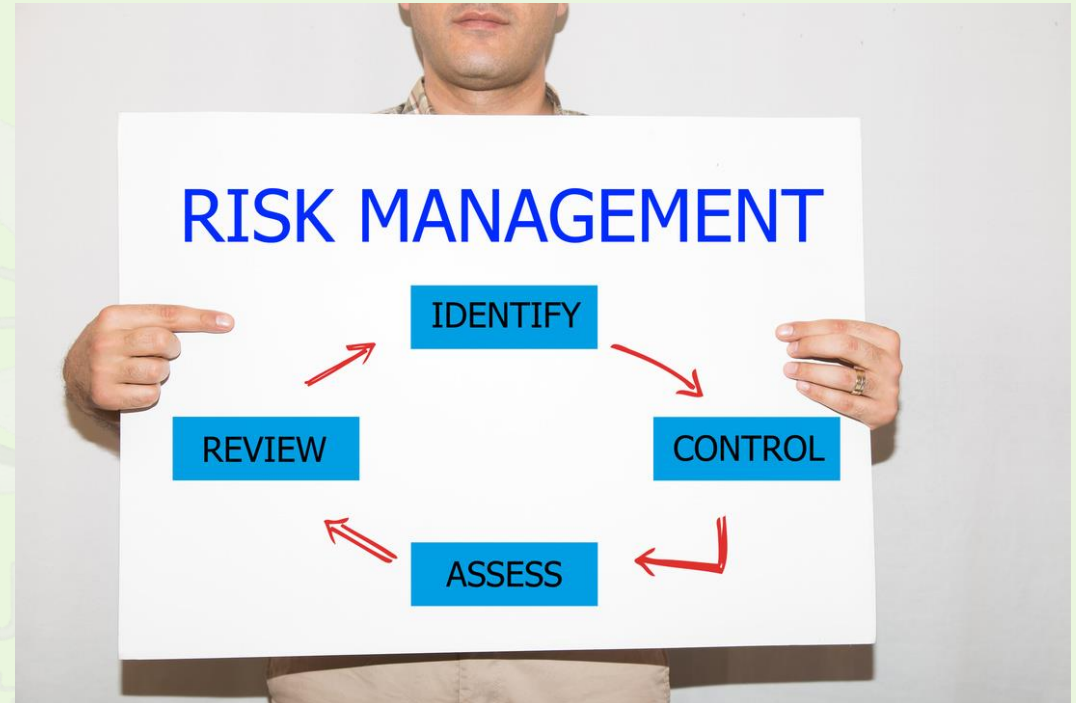 RISK MANAGEMENT
IDENTIFY
REVIEW
CONTROL
ASSESS